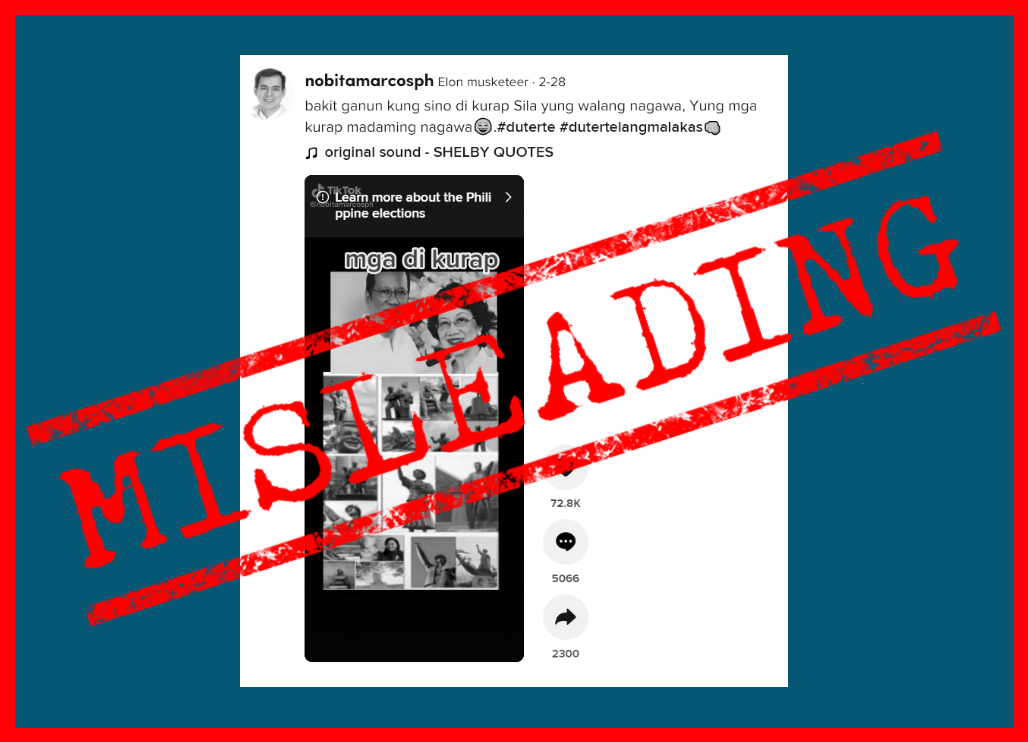 nobitamarcosph Elon musketeer · 2-28
bakit ganun kung sino di kurap Sila yung walang nagawa, Yung mga
kurap madaming nagawa😄.#duterte #dutertelangmalakas👊
♫ original sound - SHELBY QUOTES
TikTok
@nobitamarcosph
Learn more about the Phili
ppine elections
mga di kurap
MISLEADING
72.8K
5066
2300